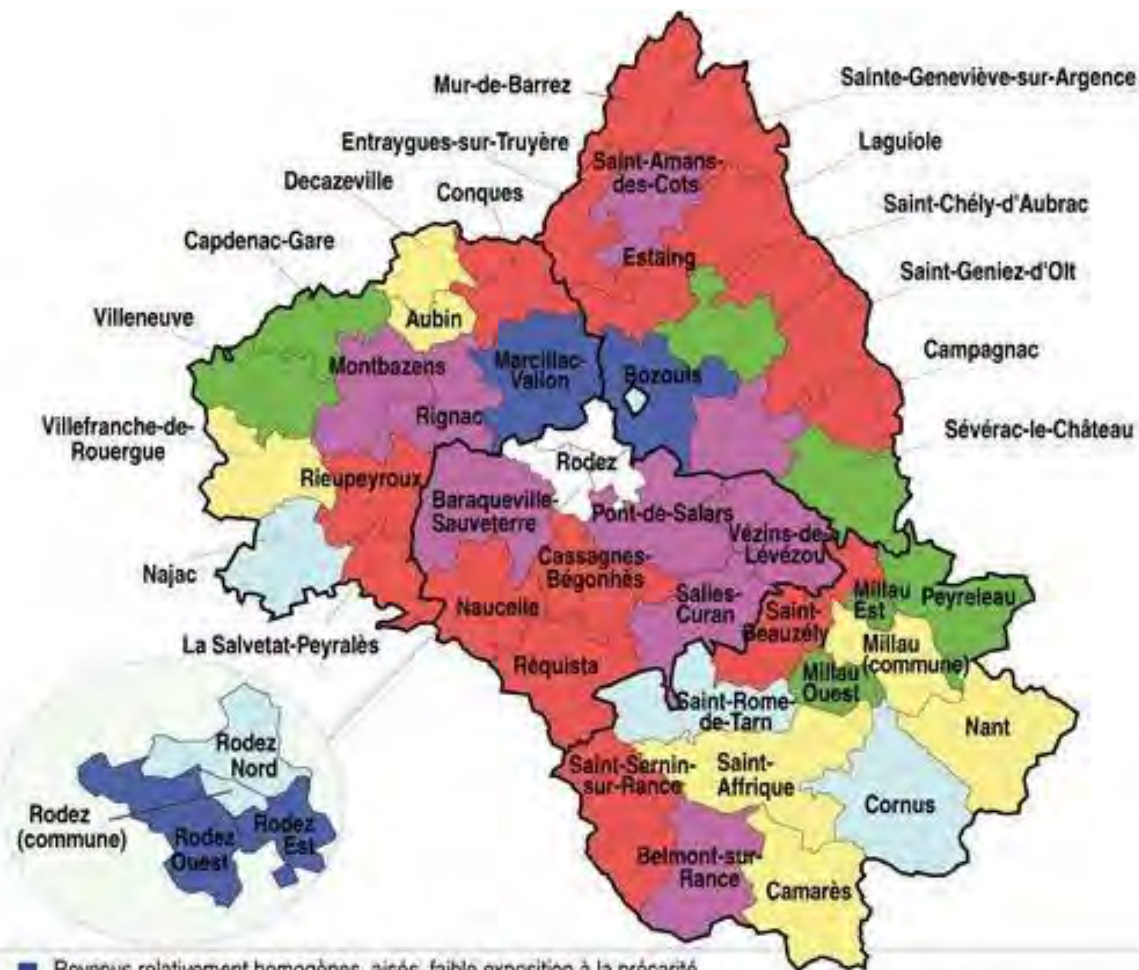 Mur-de-Barrez
Sainte-Geneviève-sur-Argence
Entraygues-sur-Truyère
Laguiole
Saint-Amans-
des-Cots
Decazeville
Conques
Saint-Chély-d'Aubrac
Capdenac-Gare
Estaing
Saint-Geniez-d'Olt
Villeneuve
Aubin
Campagnac
Montbazens
Marcillac-
Vallon
Bozouls
Rignac
Villefranche-de-
Rouergue
Sévérac-le-Château
Rieupeyroux
Rodez
Baraqueville-
Sauveterre
Pont-de-Salars
Vézins-de-
Lévézou
Cassagnes-
Bégonhès
Najac
Naucelle
Salles-
Curan
Saint-
Beauzély
Millau
Est
Peyreleau
La Salvetat-Peyralès
Réquista
Millau
(commune)
Millau
Ouest
Saint-Rome-
de-Tarn
Nant
Rodez
Nord
Saint-Sernin-
sur-Rance
Saint-
Affrique
Cornus
Rodez
(commune)
Rodez
Ouest
Rodez
Est
Belmont-sur-
Rance
Camarès
Revenus relativement homogènes, aisés, faible exposition à la précarité